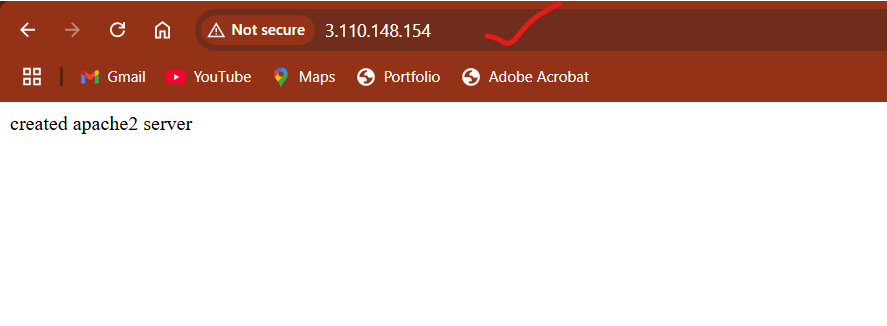 Not secure 3.110.148.154
Gmail YouTube Maps Portfolio Adobe Acrobat
created apache2 server